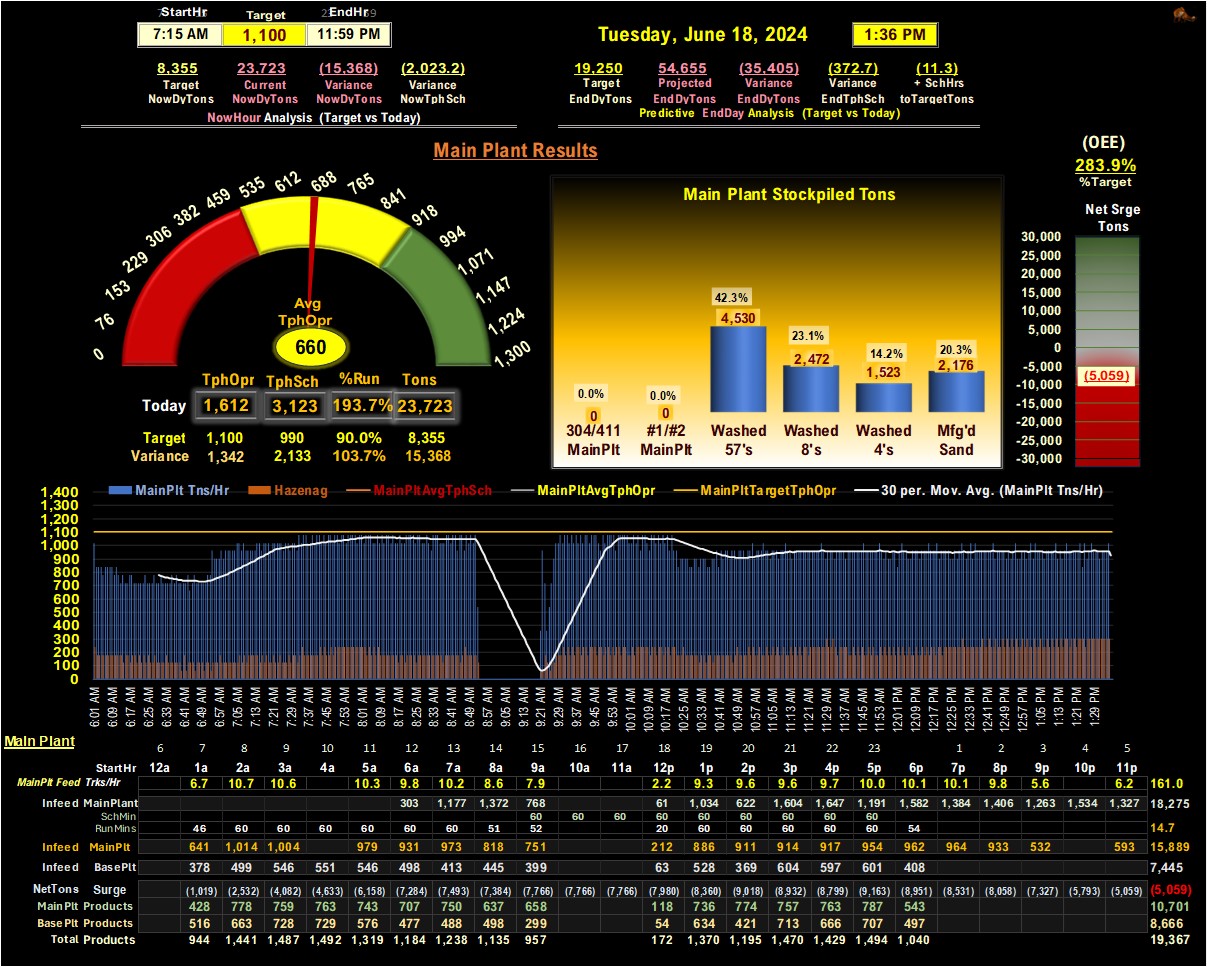 StartHr Target EndHr
7:15 AM 1,100 11:59 PM
Tuesday, June 18, 2024 1:36 PM
8,355 23,723 (15,368) (2,023.2)
Target Current Variance Variance
NowDyTons NowDyTons NowDyTons NowTphSch
NowHour Analysis (Target vs Today)
19,250 54,655 (35,405) (372.7) (11.3)
Target Projected Variance Variance + SchHrs
EndDyTons EndDyTons EndDyTons EndTphSch toTargetTons
Predictive EndDay Analysis (Target vs Today)
Main Plant Results
(OEE)
283.9%
%Target
Net Srge
Tons
30,000
25,000
20,000
15,000
10,000
5,000
0
-5,000
(5,059)
-10,000
-15,000
-20,000
-25,000
-30,000
0 76 153 229 306 382 459 535 612 688 765 841 918 994 1,071 1,147 1,224 1,300
Avg
TphOpr
660
TphOpr TphSch %Run Tons
Today 1,612 3,123 193.7% 23,723
Target 1,100 990 90.0% 8,355
Variance 1,342 2,133 103.7% 15,368
Main Plant Stockpiled Tons
0.0% 0.0% 42.3% 23.1% 14.2% 20.3%
0 0 4,530 2,472 1,523 2,176
304/411 #1/#2 Washed Washed Washed Mfg'd
MainPlt MainPlt 57's 8's 4's Sand
MainPlt Tns/Hr Hazenag MainPltAvgTphSch MainPltAvgTphOpr MainPltTargetTphOpr 30 per. Mov. Avg. (MainPlt Tns/Hr)
1,400
1,300
1,200
1,100
1,000
900
800
700
600
500
400
300
200
100
0
6:01 AM 6:09 AM 6:17 AM 6:25 AM 6:33 AM 6:41 AM 6:49 AM 6:57 AM 7:05 AM 7:13 AM 7:21 AM 7:29 AM 7:37 AM 7:45 AM 7:53 AM 8:01 AM 8:09 AM 8:17 AM 8:25 AM 8:33 AM 8:41 AM 8:49 AM 8:57 AM 9:05 AM 9:13 AM 9:21 AM 9:29 AM 9:37 AM 9:45 AM 9:53 AM 10:01 AM 10:09 AM 10:17 AM 10:25 AM 10:33 AM 10:41 AM 10:49 AM 10:57 AM 11:05 AM 11:13 AM 11:21 AM 11:29 AM 11:37 AM 11:45 AM 11:53 AM 12:01 PM 12:09 PM 12:17 PM 12:25 PM 12:33 PM 12:41 PM 12:49 PM 12:57 PM 1:05 PM 1:13 PM 1:21 PM 1:29 PM
Main Plant
6 7 8 9 10 11 12 13 14 15 16 17 18 19 20 21 22 23 1 2 3 4 5
StartHr 12a 1a 2a 3a 4a 5a 6a 7a 8a 9a 10a 11a 12p 1p 2p 3p 4p 5p 6p 7p 8p 9p 10p 11p
MainPlt Feed Trks/Hr 6.7 10.7 10.6 10.3 9.8 10.2 8.6 7.9 2.2 9.3 9.6 9.6 9.7 10.0 10.1 10.1 9.8 5.6 6.2 161.0
Infeed MainPlant 303 1,177 1,372 768 61 1,034 622 1,604 1,647 1,191 1,582 1,384 1,406 1,263 1,534 1,327 18,275
SchMin 60 60 60 60 60 60 60 60 60
RunMins 46 60 60 60 60 60 60 51 52 20 60 60 60 60 60 54 14.7
Infeed MainPlt 641 1,014 1,004 979 931 973 818 751 212 886 911 914 917 954 962 964 933 532 593 15,889
Infeed BasePlt 378 499 546 551 546 498 413 445 399 63 528 369 604 597 601 408 7,445
NetTons Surge (1,019) (2,532) (4,082) (4,633) (6,158) (7,284) (7,493) (7,384) (7,766) (7,766) (7,766) (7,980) (8,360) (9,018) (8,932) (8,799) (9,163) (8,951) (8,531) (8,058) (7,327) (5,793) (5,059) (5,059)
MainPlt Products 428 778 759 763 743 707 750 637 658 118 736 774 757 763 787 543 10,701
BasePlt Products 516 663 728 729 576 477 488 498 299 54 634 421 713 666 707 497 8,666
Total Products 944 1,441 1,487 1,492 1,319 1,184 1,238 1,135 957 172 1,370 1,195 1,470 1,429 1,494 1,040 19,367